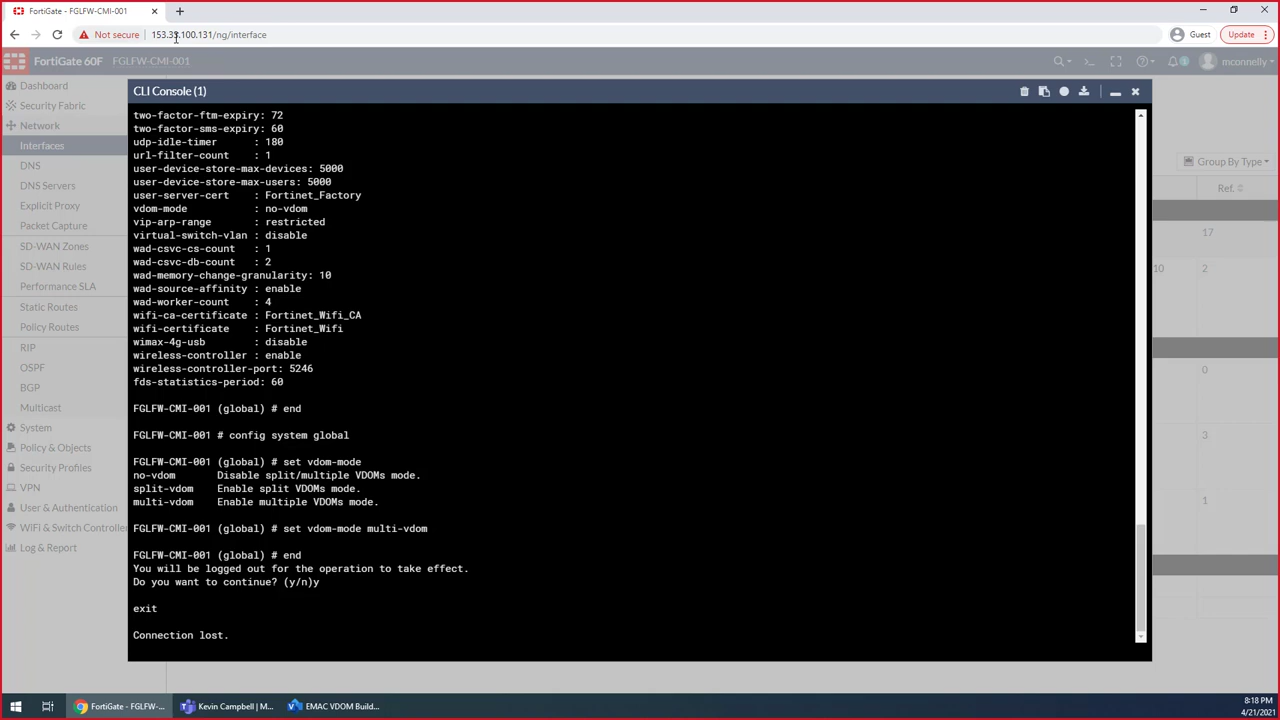 FortiGate - FGLFW-CMI-001
Not secure
153.33.100.131/ng/interface
Guest
Update
FortiGate 60F
FGLFW-CMI-001
1
mconnelly
Dashboard
Security Fabric
Network
Interfaces
DNS
DNS Servers
Explicit Proxy
Packet Capture
SD-WAN Zones
SD-WAN Rules
Performance SLA
Static Routes
Policy Routes
RIP
OSPF
BGP
Multicast
System
Policy & Objects
Security Profiles
VPN
User & Authentication
WiFi & Switch Controller
Log & Report
CLI Console (1)
two-factor-ftm-expiry: 72
two-factor-sms-expiry: 60
udp-idle-timer : 180
url-filter-count : 1
user-device-store-max-devices: 5000
user-device-store-max-users: 5000
user-server-cert : Fortinet_Factory
vdom-mode : no-vdom
vip-arp-range : restricted
virtual-switch-vlan : disable
wad-csvc-cs-count : 1
wad-csvc-db-count : 2
wad-memory-change-granularity: 10
wad-source-affinity : enable
wad-worker-count : 4
wifi-ca-certificate : Fortinet_Wifi_CA
wifi-certificate : Fortinet_Wifi
wimax-4g-usb : disable
wireless-controller : enable
wireless-controller-port: 5246
fds-statistics-period: 60
FGLFW-CMI-001 (global) # end
FGLFW-CMI-001 # config system global
FGLFW-CMI-001 (global) # set vdom-mode
no-vdom Disable split/multiple VDOMs mode.
split-vdom Enable split VDOMs mode.
multi-vdom Enable multiple VDOMs mode.
FGLFW-CMI-001 (global) # set vdom-mode multi-vdom
FGLFW-CMI-001 (global) # end
You will be logged out for the operation to take effect.
Do you want to continue? (y/n)y
exit
Connection lost.
Group By Type
Ref.
17
10
2
0
3
1
FortiGate - FGLFW-...
Kevin Campbell | M...
EMAC VDOM Build...
8:18 PM
4/21/2021